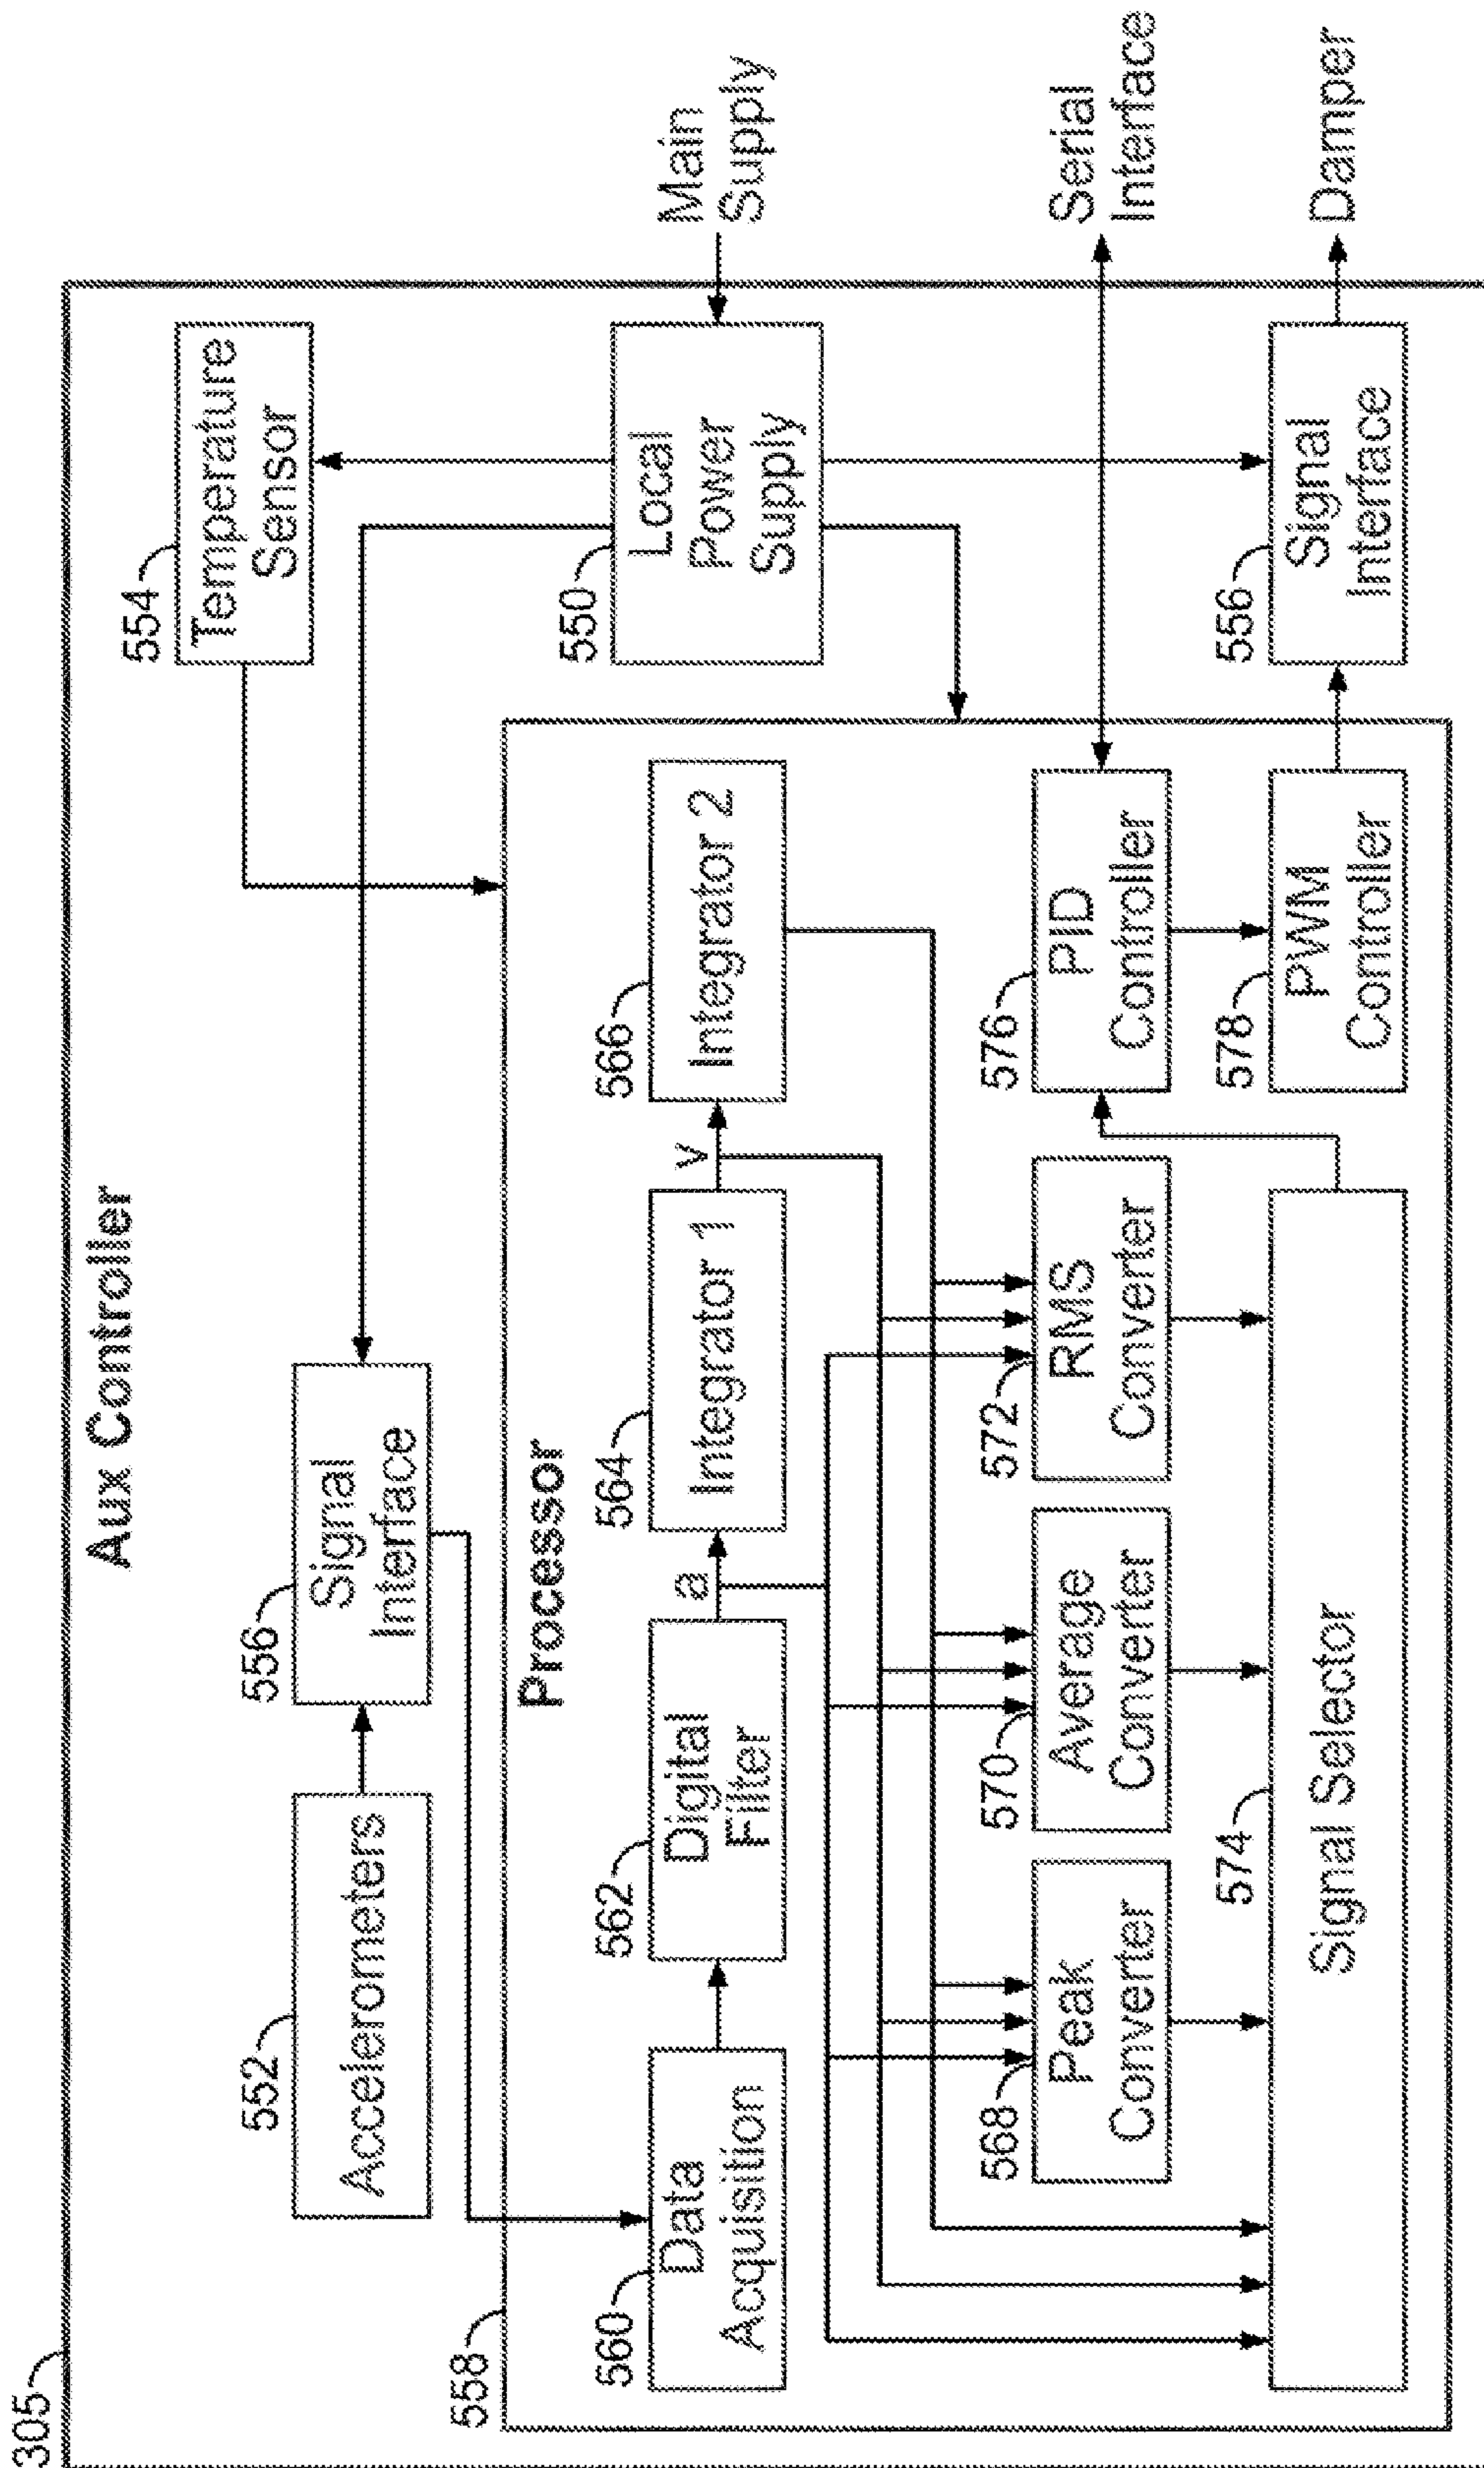 305
Aux Controller
552
Accelerometers
556
Signal
Interface
554
Temperature
Sensor
558
Processor
550
Local
Power
Supply
Main
Supply
560
Data
Acquisition
562
Digital
Filter
a
564
Integrator 1
v
566
Integrator 2
568
Peak
Converter
570
Average
Converter
572
RMS
Converter
576
PID
Controller
Serial
Interface
574
Signal Selector
578
PWM
Controller
556
Signal
Interface
Damper